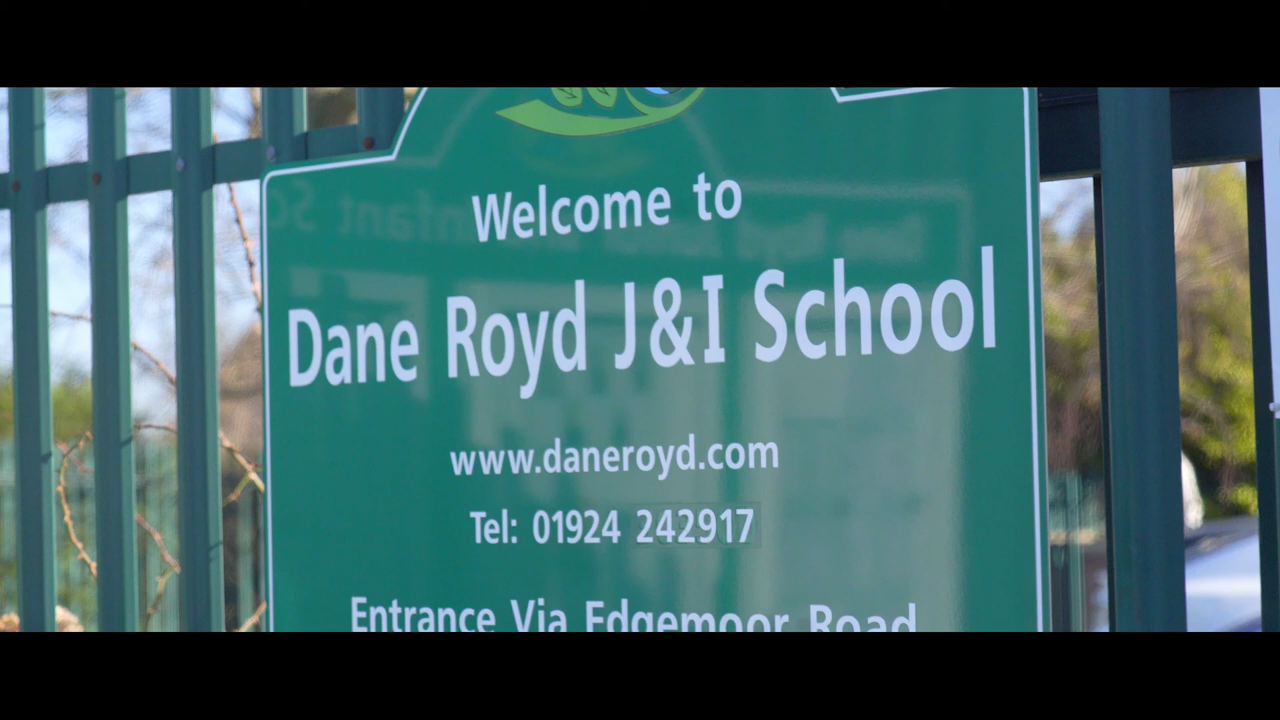 Welcome to
Dane Royd J&I School
www.daneroyd.com
Tel: 01924 242917
Entrance Via Edgemoor Road